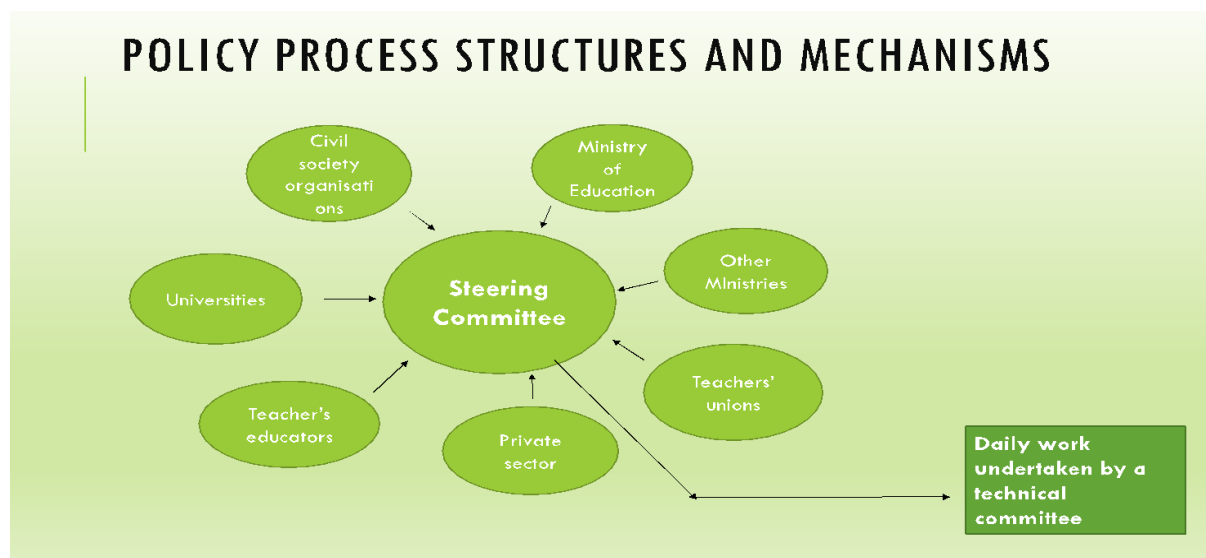 POLICY PROCESS STRUCTURES AND MECHANISMS
Civil
society
organisati
ons
Ministry
of
Education
Other
MInistries
Universities
Steering
Committee
Teachers'
unions
Teacher's
educators
Private
sector
Daily work
undertaken by a
technical
committee